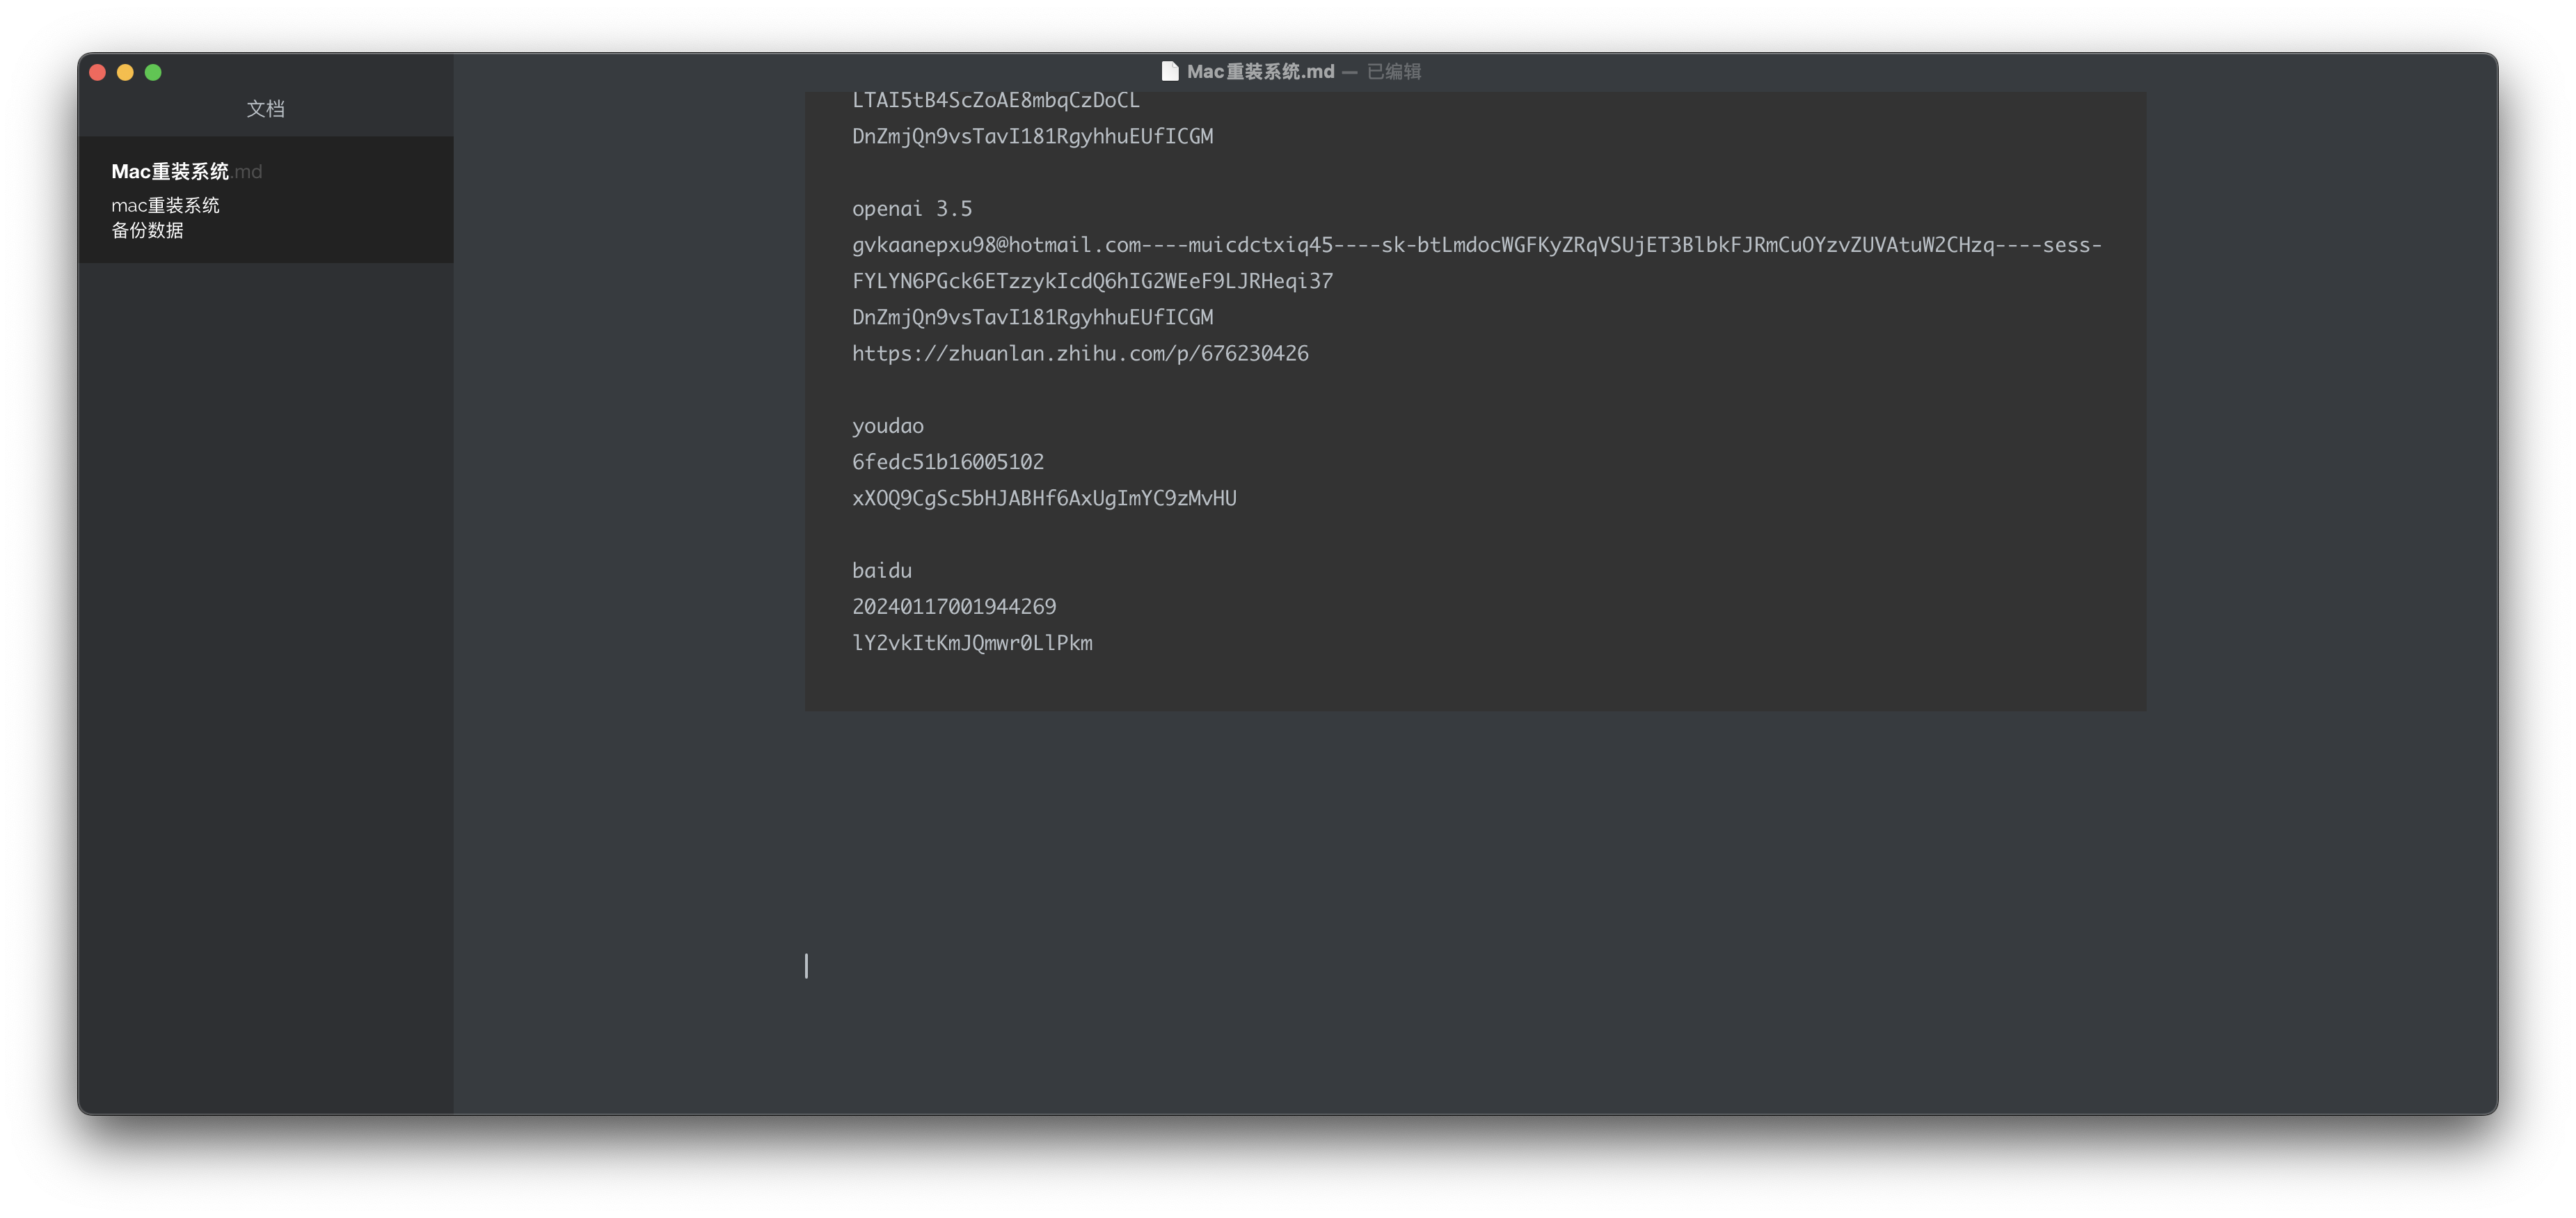 Mac重装系统.md — 已编辑
文档
Mac重装系统.md
mac重装系统
备份数据
LTAI5tB4ScZoAE8mbqCzDoCL
DnZmjQn9vsTavI181RgyhhuEUfICGM
openai 3.5
gvkaanepxu98@hotmail.com----muicdctxiq45----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----sess-
FYLYN6PGck6ETzzykIcdQ6hIG2WEeF9LJRHeqi37
DnZmjQn9vsTavI181RgyhhuEUfICGM
https://zhuanlan.zhihu.com/p/676230426
youdao
6fedc51b16005102
xXOQ9CgSc5bHJABHf6AxUgImYC9zMvHU
baidu
20240117001944269
lY2vkItKmJQmwr0LlPkm